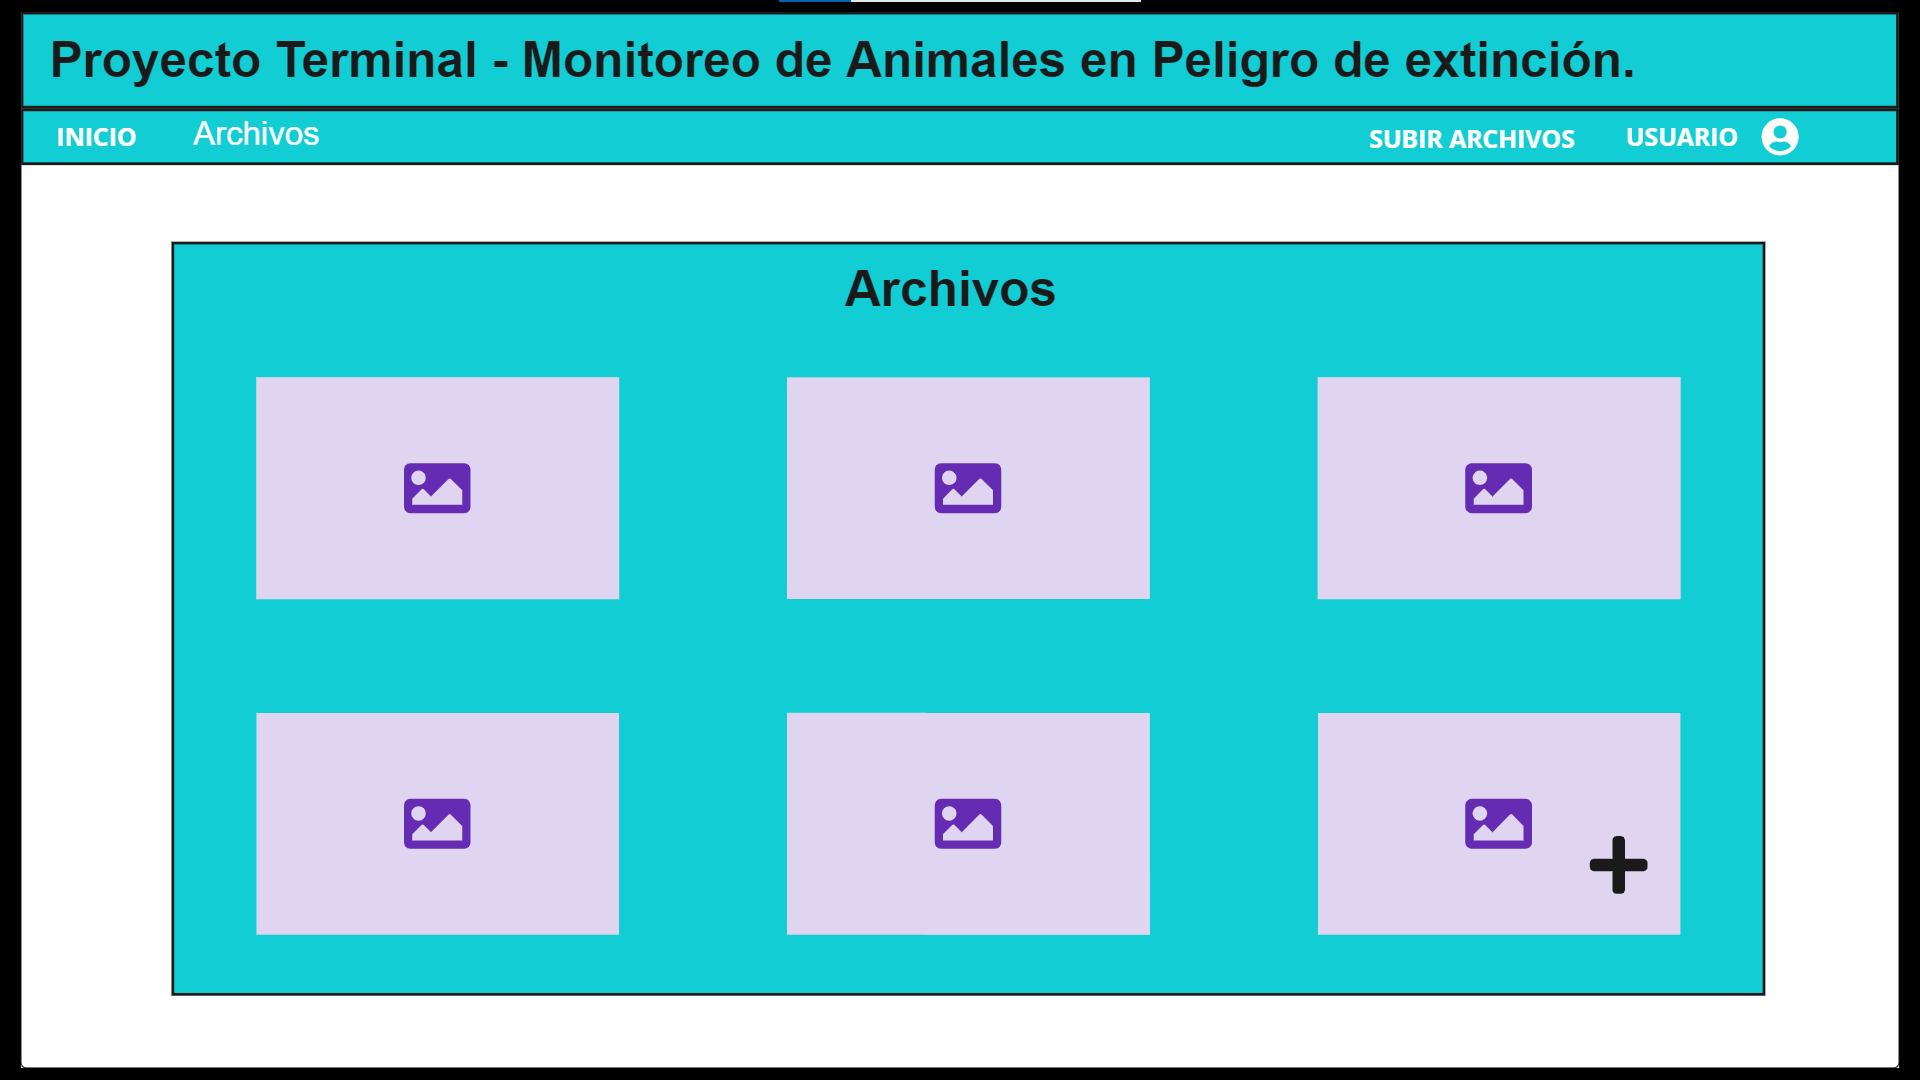 Proyecto Terminal - Monitoreo de Animales en Peligro de extinción.
INICIO Archivos SUBIR ARCHIVOS USUARIO
Archivos